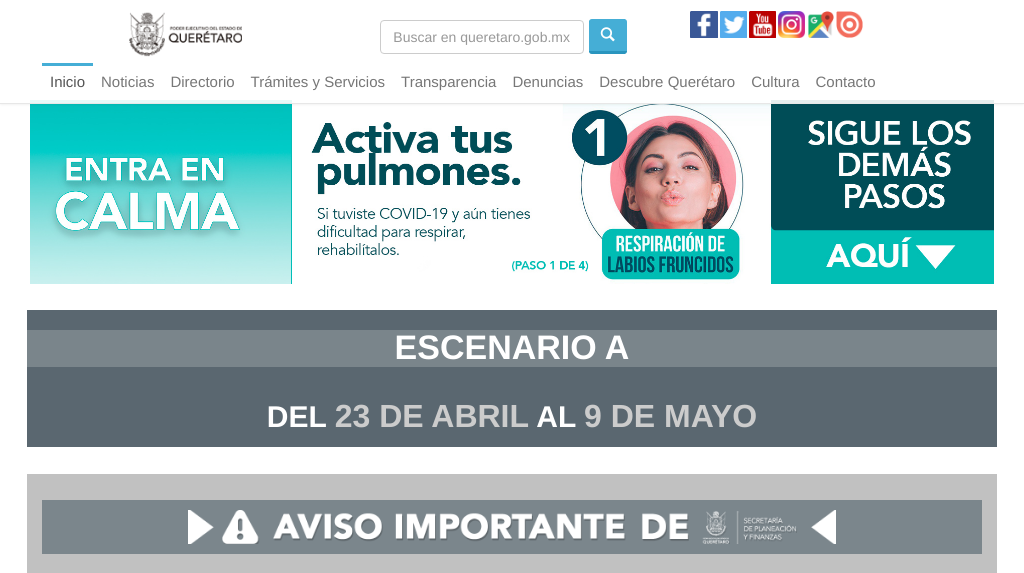 PODER EJECUTIVO DEL ESTADO DE
QUERÉTARO
Buscar en queretaro.gob.mx
You
Tube
Inicio Noticias Directorio Trámites y Servicios Transparencia Denuncias Descubre Querétaro Cultura Contacto
ENTRA EN
CALMA
Activa tus
pulmones.
Si tuviste COVID-19 y aún tienes
dificultad para respirar,
rehabilítalos.
(PASO 1 DE 4)
1
RESPIRACIÓN DE
LABIOS FRUNCIDOS
SIGUE LOS
DEMÁS
PASOS
AQUÍ
ESCENARIO A
DEL 23 DE ABRIL AL 9 DE MAYO
AVISO IMPORTANTE DE
QUERÉTARO
SECRETARÍA
DE PLANEACIÓN
Y FINANZAS